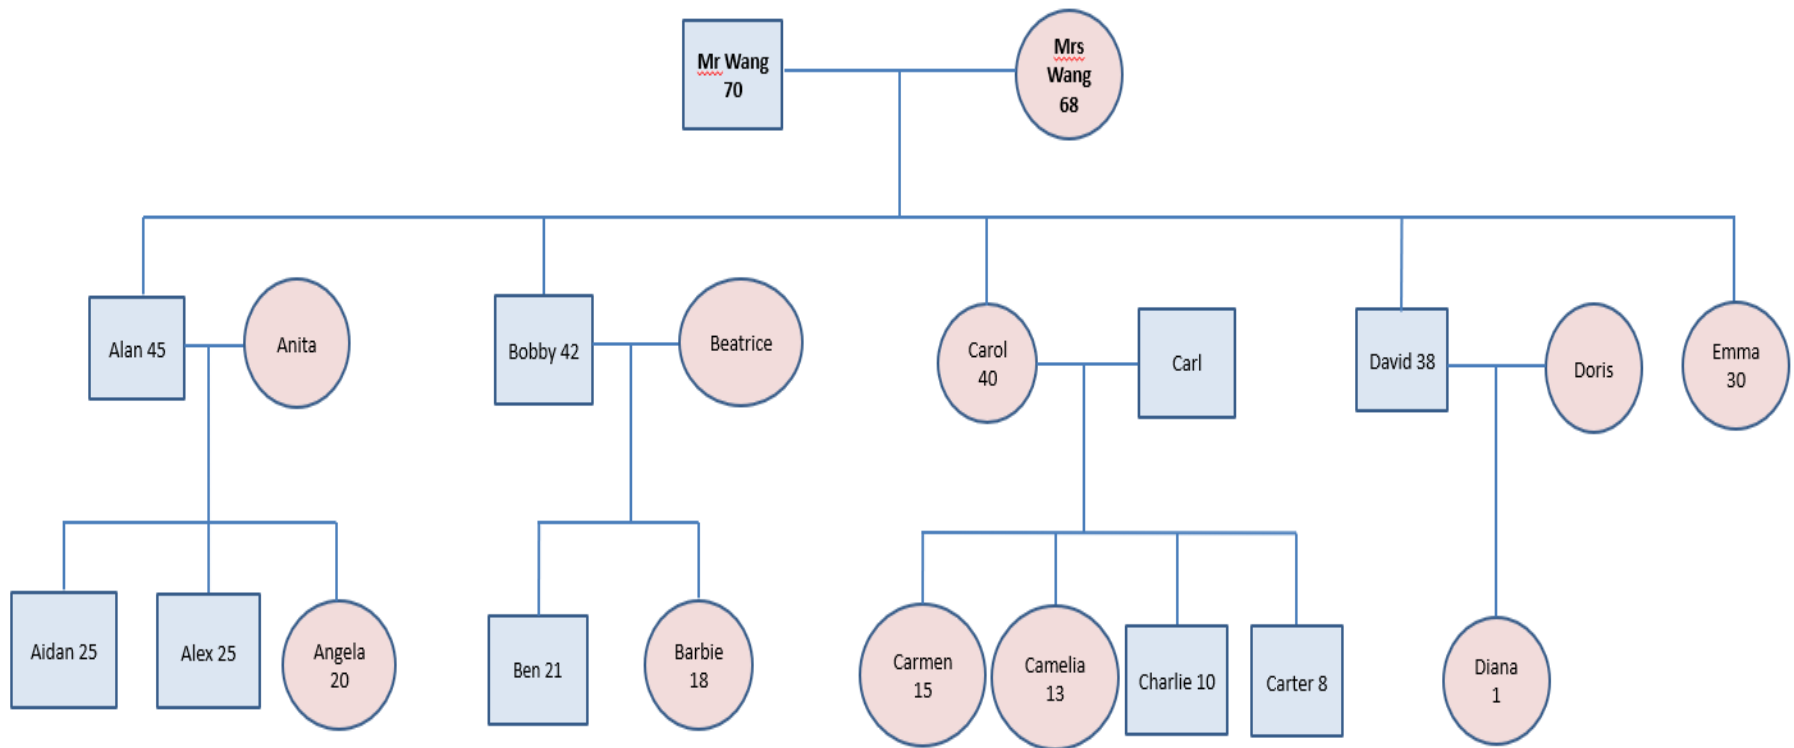 Mr Wang
70
Mrs
Wang
68
Alan 45
Anita
Bobby 42
Beatrice
Carol
40
Carl
David 38
Doris
Emma
30
Aidan 25
Alex 25
Angela
20
Ben 21
Barbie
18
Carmen
15
Camelia
13
Charlie 10
Carter 8
Diana
1